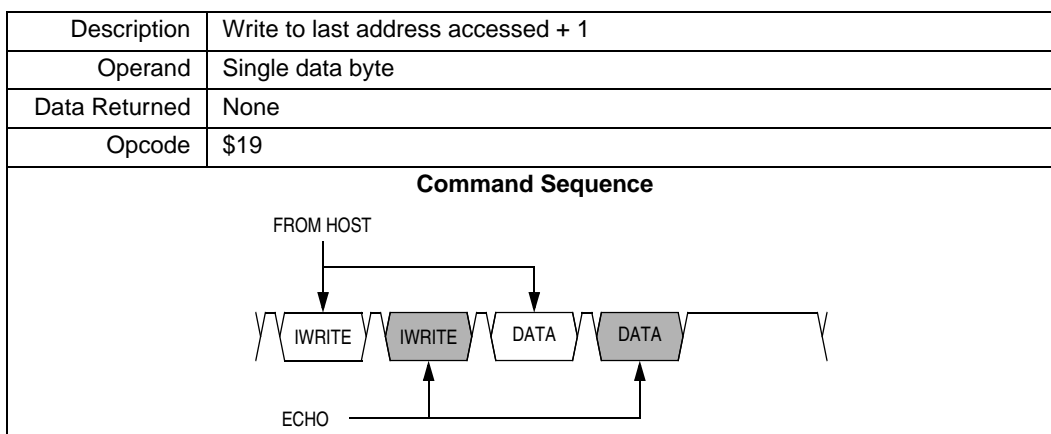 Description Write to last address accessed + 1
Operand Single data byte
Data Returned None
Opcode $19
Command Sequence
FROM HOST
IWRITE IWRITE DATA DATA
ECHO